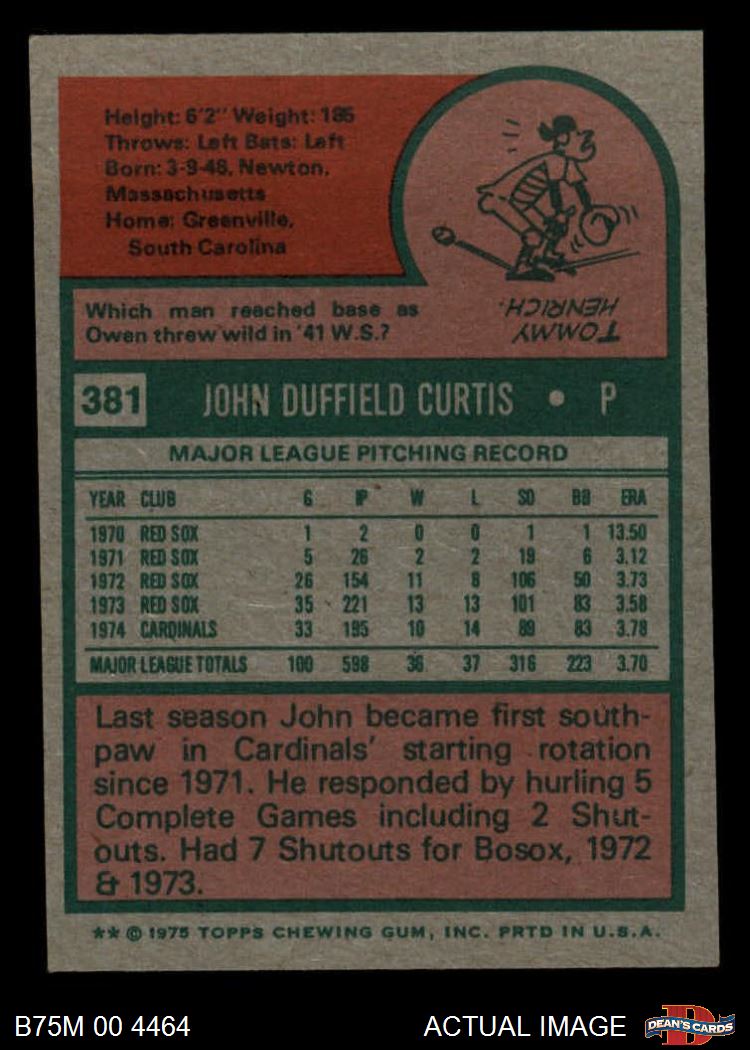 Height: 6'2" Weight: 185
Throws: Left Bats: Left
Born: 3-9-48, Newton,
Massachusetts
Home: Greenville,
South Carolina
Which man reached base as
Owen threw wild in '41 W.S.?
TOMMY
HENRICH.
381 JOHN DUFFIELD CURTIS • P
MAJOR LEAGUE PITCHING RECORD
YEAR CLUB G IP W L SO BB ERA
1970 RED SOX 1 2 0 0 1 1 13.50
1971 RED SOX 5 26 2 2 19 6 3.12
1972 RED SOX 26 154 11 8 106 50 3.73
1973 RED SOX 35 221 13 13 101 83 3.58
1974 CARDINALS 33 195 10 14 89 83 3.78
MAJOR LEAGUE TOTALS 100 598 36 37 316 223 3.70
Last season John became first south-
paw in Cardinals' starting rotation
since 1971. He responded by hurling 5
Complete Games including 2 Shut-
outs. Had 7 Shutouts for Bosox, 1972
& 1973.
** © 1975 TOPPS CHEWING GUM, INC. PRTD IN U.S.A.
B75M 00 4464
ACTUAL IMAGE
D
DEAN'S CARDS